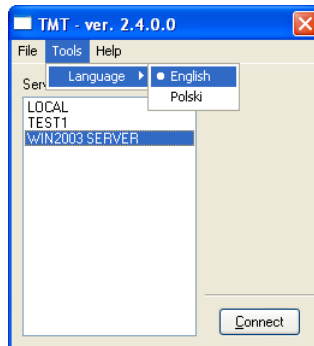 TMT - ver. 2.4.0.0
File Tools Help
Language English
Polski
LOCAL
TEST1
WIN2003 SERVER
Connect